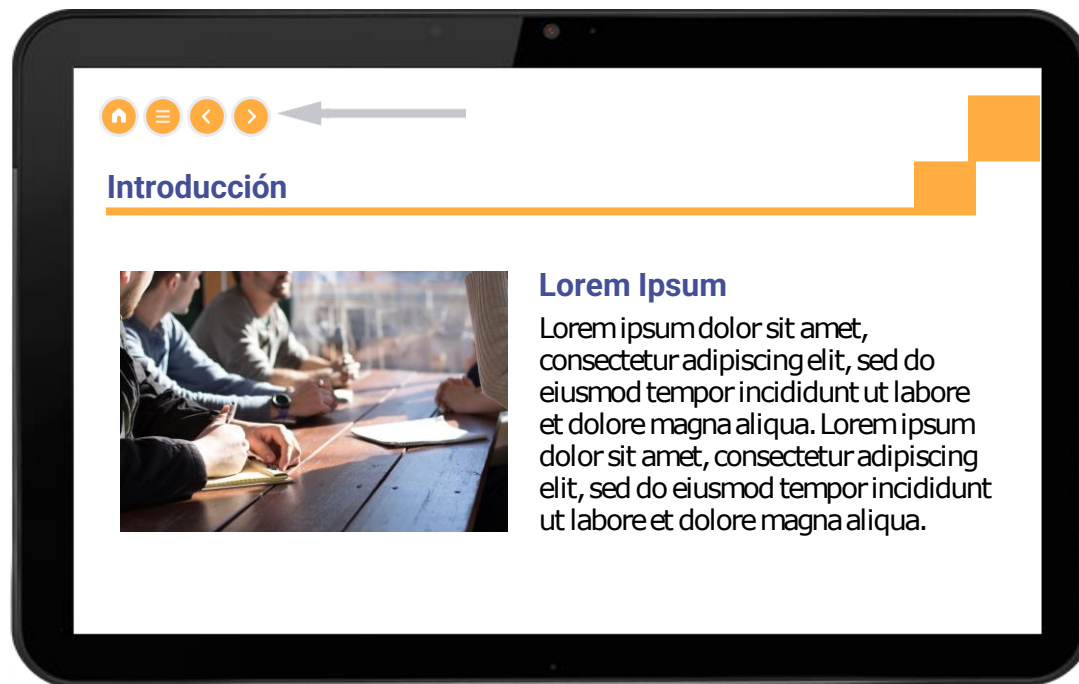 Introducción
Lorem Ipsum
Lorem ipsum dolor sit amet,
consectetur adipiscing elit, sed do
eiusmod tempor incididunt ut labore
et dolore magna aliqua. Lorem ipsum
dolor sit amet, consectetur adipiscing
elit, sed do eiusmod tempor incididunt
ut labore et dolore magna aliqua.